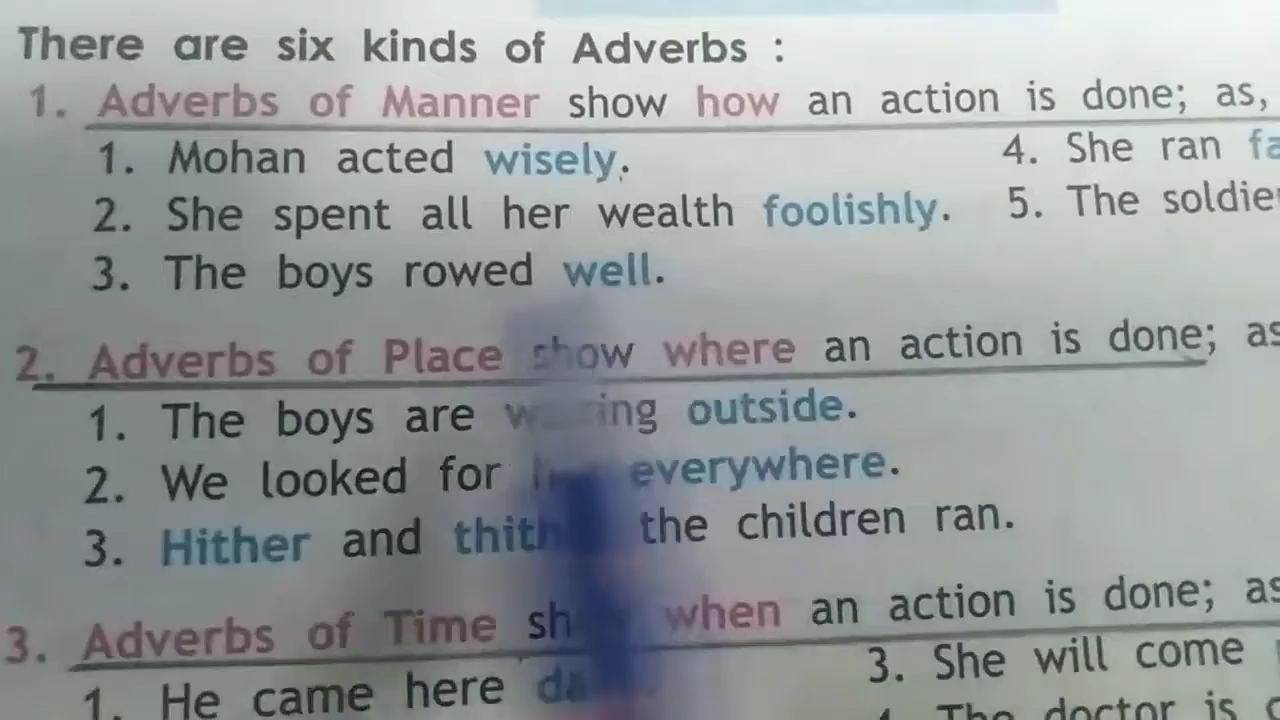 There are six kinds of Adverbs :
1. Adverbs of Manner show how an action is done; as,
1. Mohan acted wisely.
4. She ran
2. She spent all her wealth foolishly.
5. The
3. The boys rowed well.
2. Adverbs of Place show where an action is done; as
1. The boys are outside.
2. We looked for everywhere.
3. Hither and the children ran.
3. Adverbs of Time when an action is done; as
1. He came here
3. She will come
4. The doctor is